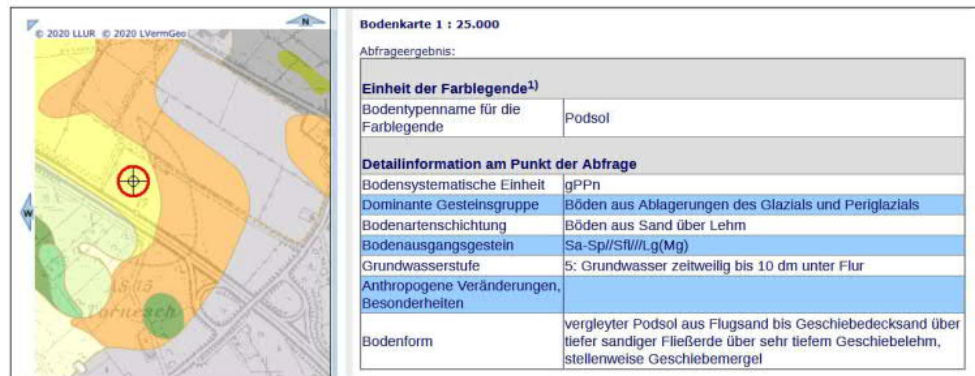 N
© 2020 LLUR © 2020 LVermGeo
W
AS 15
Tornesch
Bodenkarte 1 : 25.000
Abfrageergebnis:
Einheit der Farblegende1)
Bodentypenname für die
Farblegende
Podsol
Detailinformation am Punkt der Abfrage
Bodensystematische Einheit gPPn
Dominante Gesteinsgruppe Böden aus Ablagerungen des Glazials und Periglazials
Bodenartenschichtung Böden aus Sand über Lehm
Bodenausgangsgestein Sa-Sp//Sfl///Lg(Mg)
Grundwasserstufe 5: Grundwasser zeitweilig bis 10 dm unter Flur
Anthropogene Veränderungen,
Besonderheiten
Bodenform
vergleyter Podsol aus Flugsand bis Geschiebedecksand über
tiefer sandiger Fließerde über sehr tiefem Geschiebelehm,
stellenweise Geschiebemergel